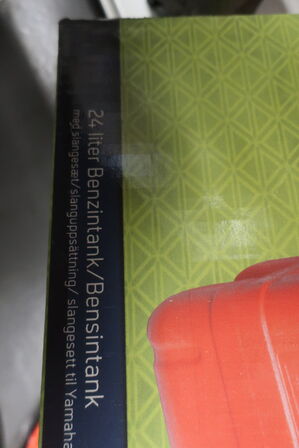 24 liter Benzintank/Bensintank
med slangesæt/slanguppsättning/ slangesett til Yamaha